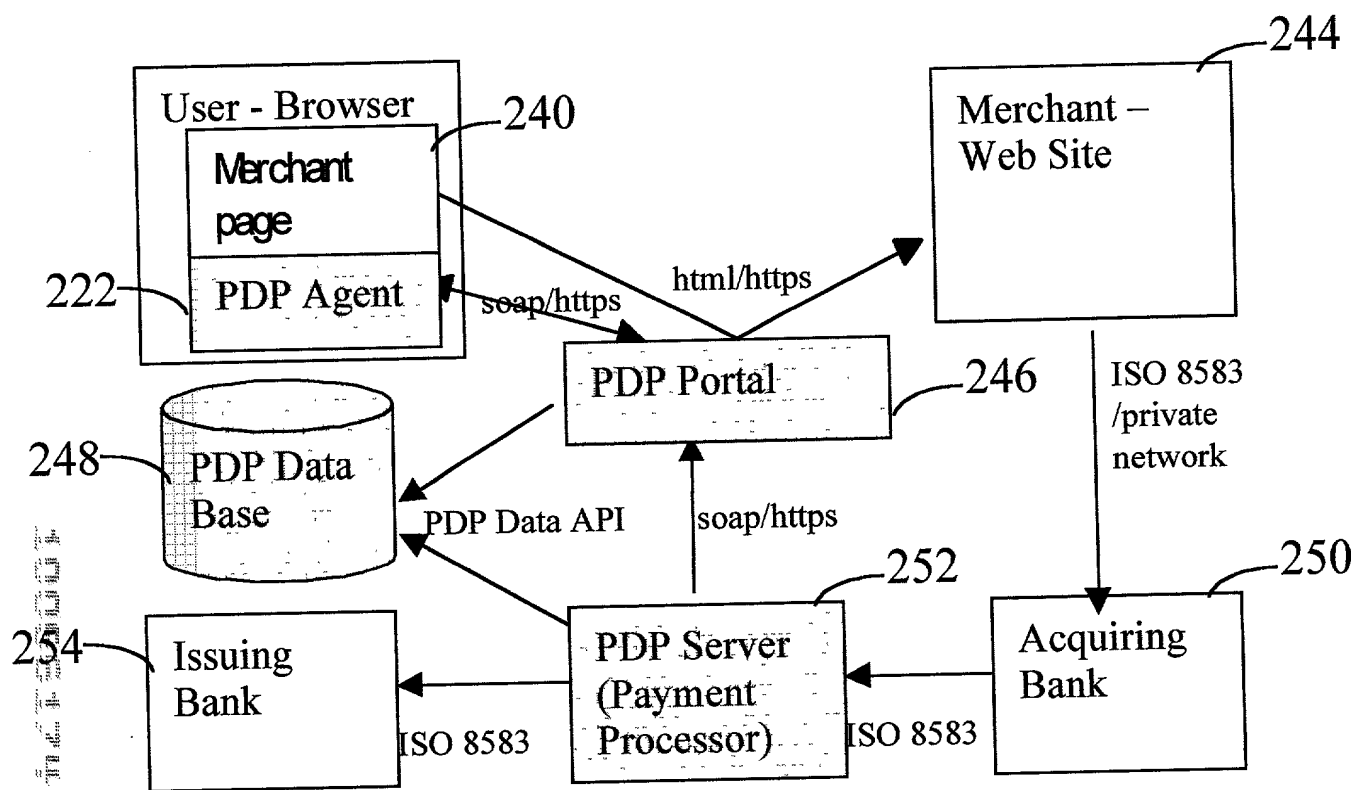 244
User - Browser
240
Merchant –
Web Site
Merchant
page
html/https
222
PDP Agent
soap/https
PDP Portal
246
ISO 8583
/private
network
248
PDP Data
Base
PDP Data API
soap/https
252
250
254
Issuing
Bank
PDP Server
(Payment
Processor)
Acquiring
Bank
ISO 8583
ISO 8583